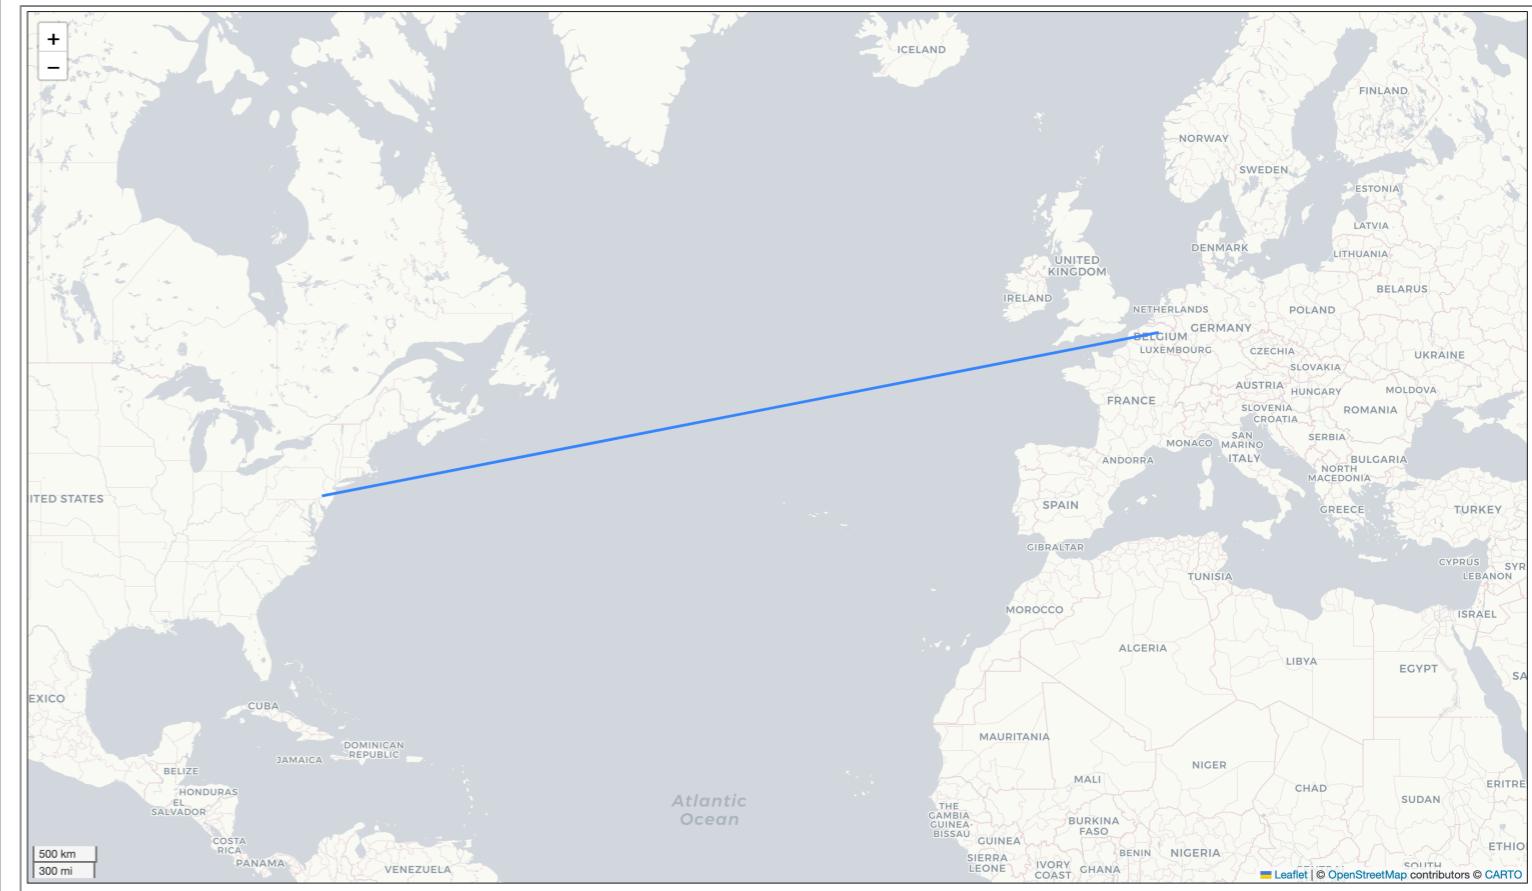 +
−
ICELAND
FINLAND
NORWAY
SWEDEN
ESTONIA
LATVIA
DENMARK
LITHUANIA
UNITED
KINGDOM
BELARUS
IRELAND
NETHERLANDS
POLAND
GERMANY
BELGIUM
LUXEMBOURG
CZECHIA
UKRAINE
SLOVAKIA
AUSTRIA
HUNGARY
MOLDOVA
FRANCE
SLOVENIA
CROATIA
ROMANIA
MONACO
SAN
MARINO
SERBIA
ANDORRA
ITALY
BULGARIA
NORTH
MACEDONIA
ITED STATES
SPAIN
GREECE
TURKEY
GIBRALTAR
CYPRUS
SYR
LEBANON
TUNISIA
MOROCCO
ISRAEL
ALGERIA
LIBYA
EGYPT
SA
EXICO
CUBA
MAURITANIA
DOMINICAN
REPUBLIC
JAMAICA
BELIZE
NIGER
MALI
CHAD
ERITRE
HONDURAS
EL
SALVADOR
Atlantic
Ocean
SUDAN
THE
GAMBIA
GUINEA-
BISSAU
BURKINA
FASO
COSTA
RICA
GUINEA
ETHIO
BENIN
NIGERIA
PANAMA
SIERRA
LEONE
VENEZUELA
IVORY
COAST
GHANA
CENTRAL
SOUTH
500 km
300 mi
Leaflet | © OpenStreetMap contributors © CARTO